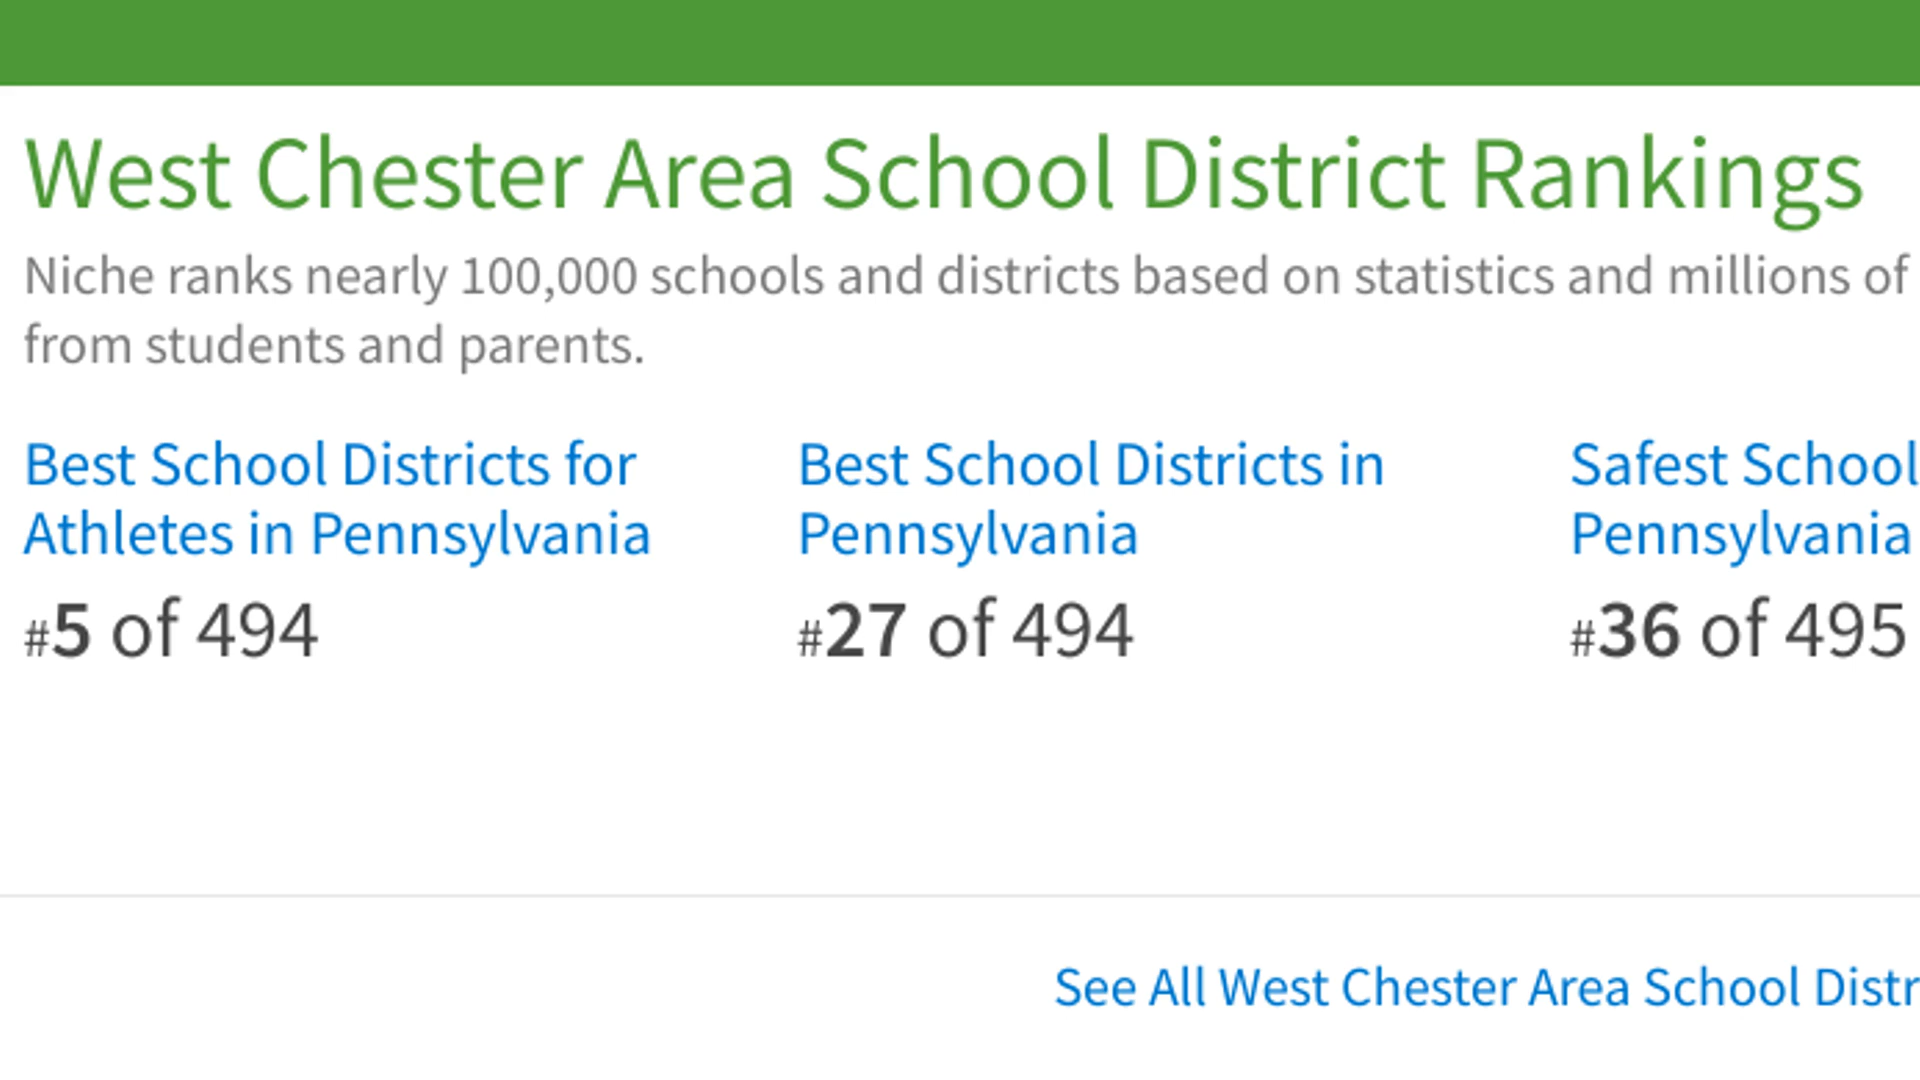 West Chester Area School District Rankings
Niche ranks nearly 100,000 schools and districts based on statistics and millions of
from students and parents.
Best School Districts for
Athletes in Pennsylvania
#5 of 494
Best School Districts in
Pennsylvania
#27 of 494
Safest School
Pennsylvania
#36 of 495
See All West Chester Area School Distr